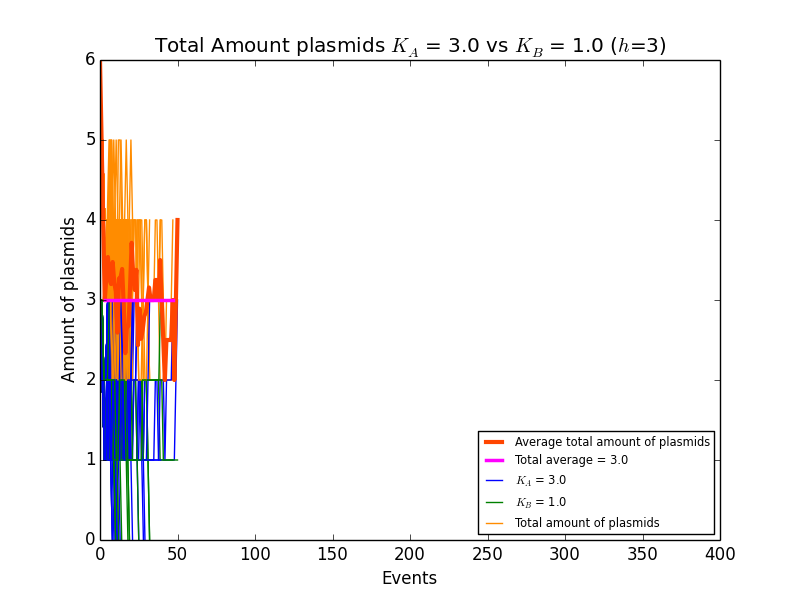 Total Amount plasmids K_A = 3.0 vs K_B = 1.0 (h=3)
6
5
4
3
2
1
0
Amount of plasmids
0 50 100 150 200 250 300 350 400
Events
Average total amount of plasmids
Total average = 3.0
K_A = 3.0
K_B = 1.0
Total amount of plasmids